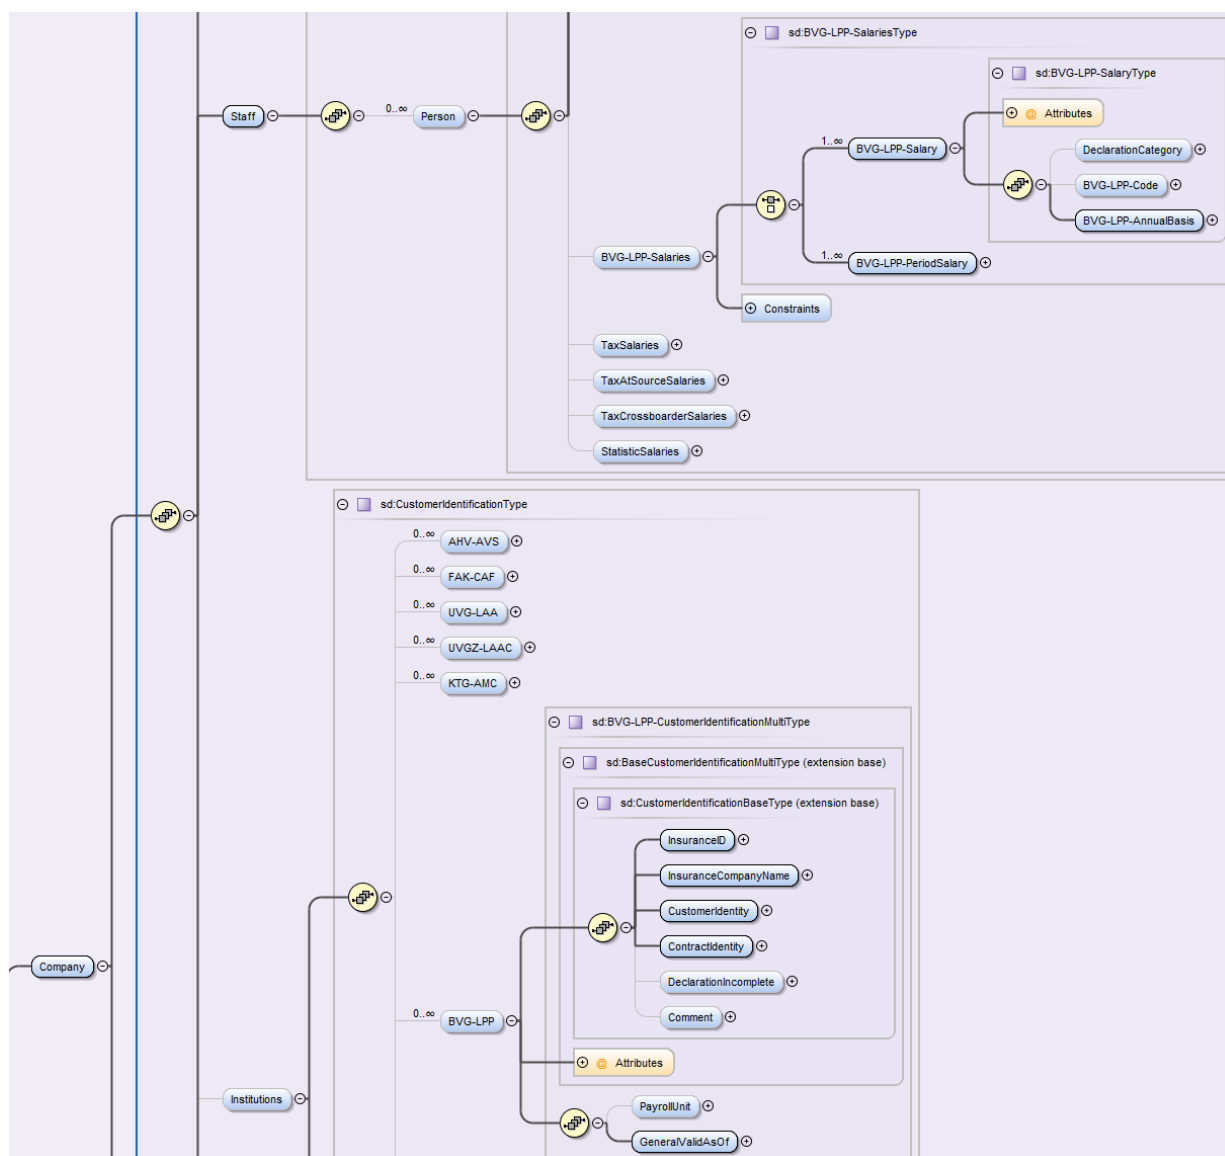 sd:BVG-LPP-SalariesType
sd:BVG-LPP-SalaryType
Attributes
Staff
0..∞
Person
1..∞
BVG-LPP-Salary
DeclarationCategory
BVG-LPP-Code
BVG-LPP-AnnualBasis
BVG-LPP-Salaries
1..∞
BVG-LPP-PeriodSalary
Constraints
TaxSalaries
TaxAtSourceSalaries
TaxCrossboarderSalaries
StatisticSalaries
sd:CustomerIdentificationType
0..∞
AHV-AVS
0..∞
FAK-CAF
0..∞
UVG-LAA
0..∞
UVGZ-LAAC
0..∞
KTG-AMC
sd:BVG-LPP-CustomerIdentificationMultiType
sd:BaseCustomerIdentificationMultiType (extension base)
sd:CustomerIdentificationBaseType (extension base)
InsuranceID
InsuranceCompanyName
CustomerIdentity
ContractIdentity
Company
DeclarationIncomplete
0..∞
BVG-LPP
Comment
@ Attributes
Institutions
PayrollUnit
GeneralValidAsOf